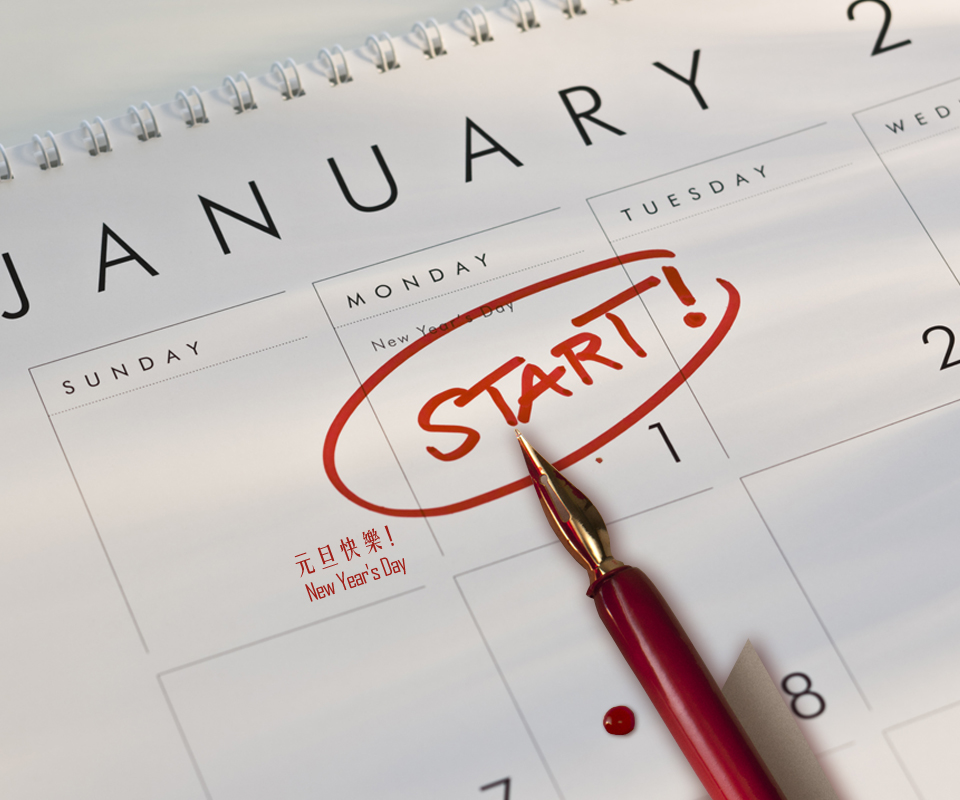 JANUARY 2
SUNDAY
MONDAY
TUESDAY
New Year's Day
START!
1
2
元旦快樂!
New Year's Day
7
8